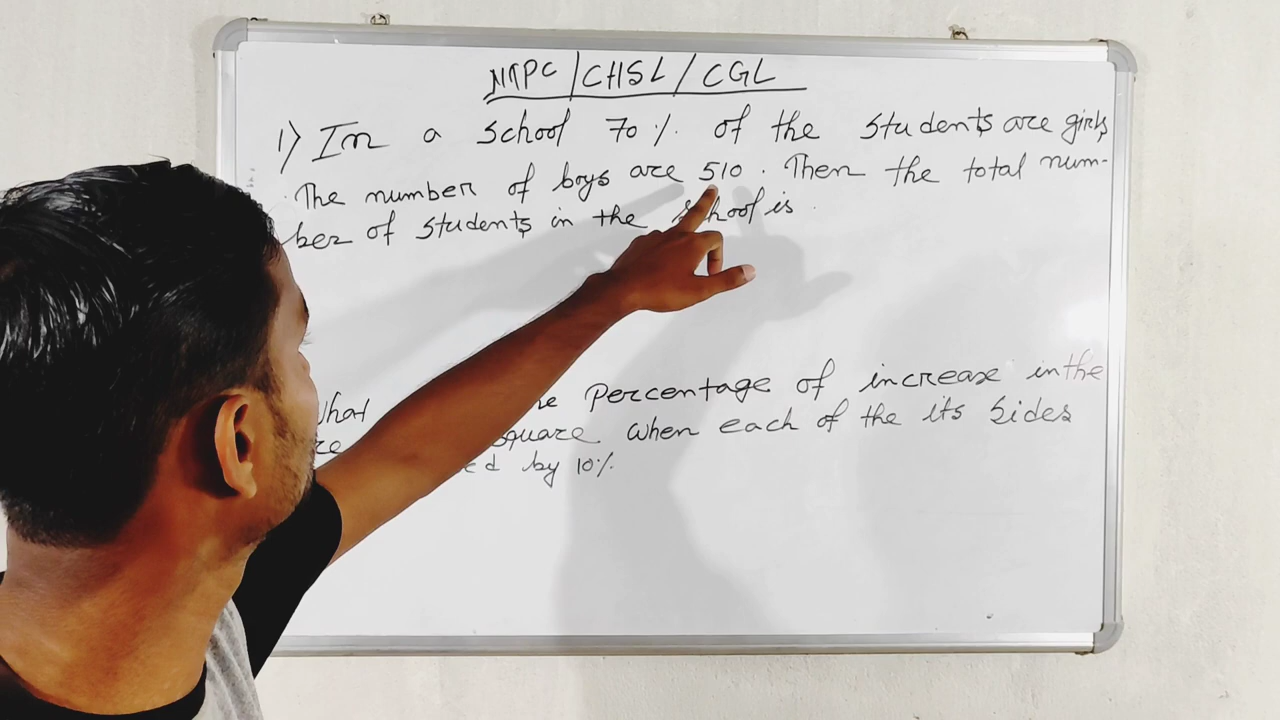 NTPC/CHSL/CGL
1) In a school 70%. of the students are girls
. The number of boys are 510. Then the total num-
ber of students in the school is
what Percentage of increase in the
square. when each of the its sides
by 10%.